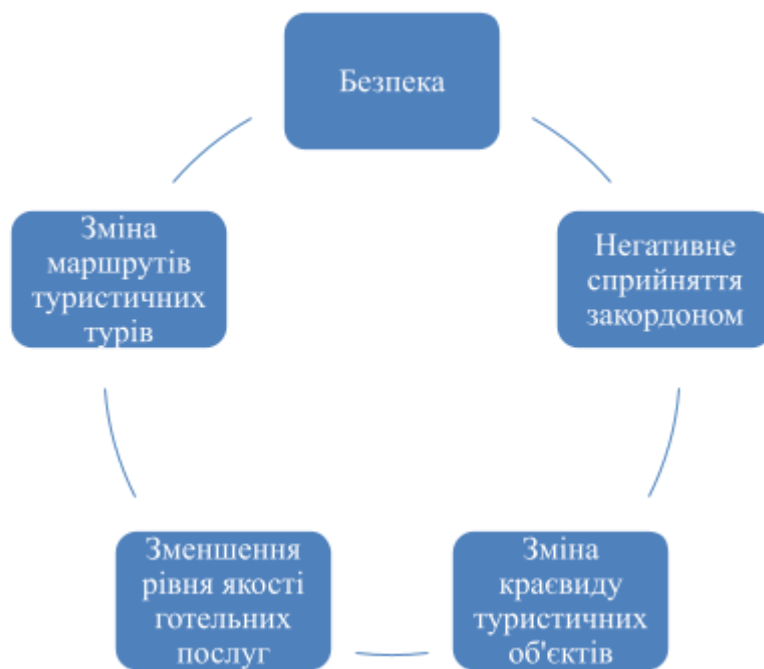 Безпека
Негативне
сприйняття
закордоном
Зміна
краєвиду
туристичних
об'єктів
Зменшення
рівня якості
готельних
послуг
Зміна
маршрутів
туристичних
турів